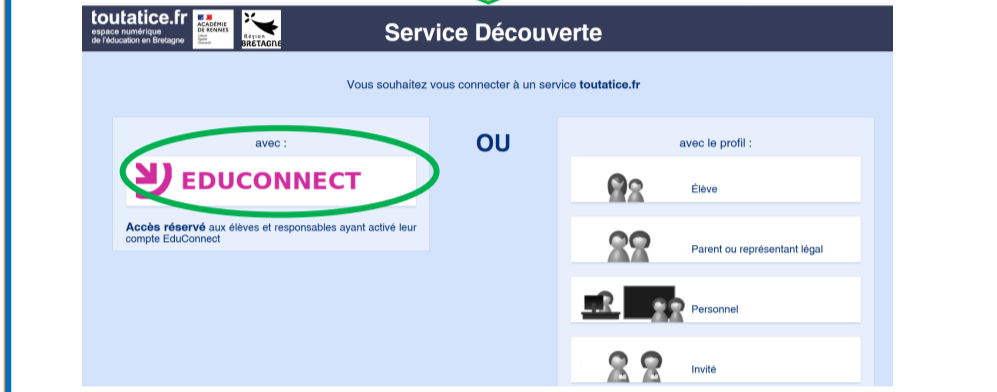 toutatice.fr
espace numérique
de l'éducation en Bretagne
ACADÉMIE
DE RENNES
Région
BRETAGNE
Service Découverte
Vous souhaitez vous connecter à un service toutatice.fr
avec :
EDUCONNECT
Accès réservé aux élèves et responsables ayant activé leur
compte EduConnect
OU
avec le profil :
Élève
Parent ou représentant légal
Personnel
Invité